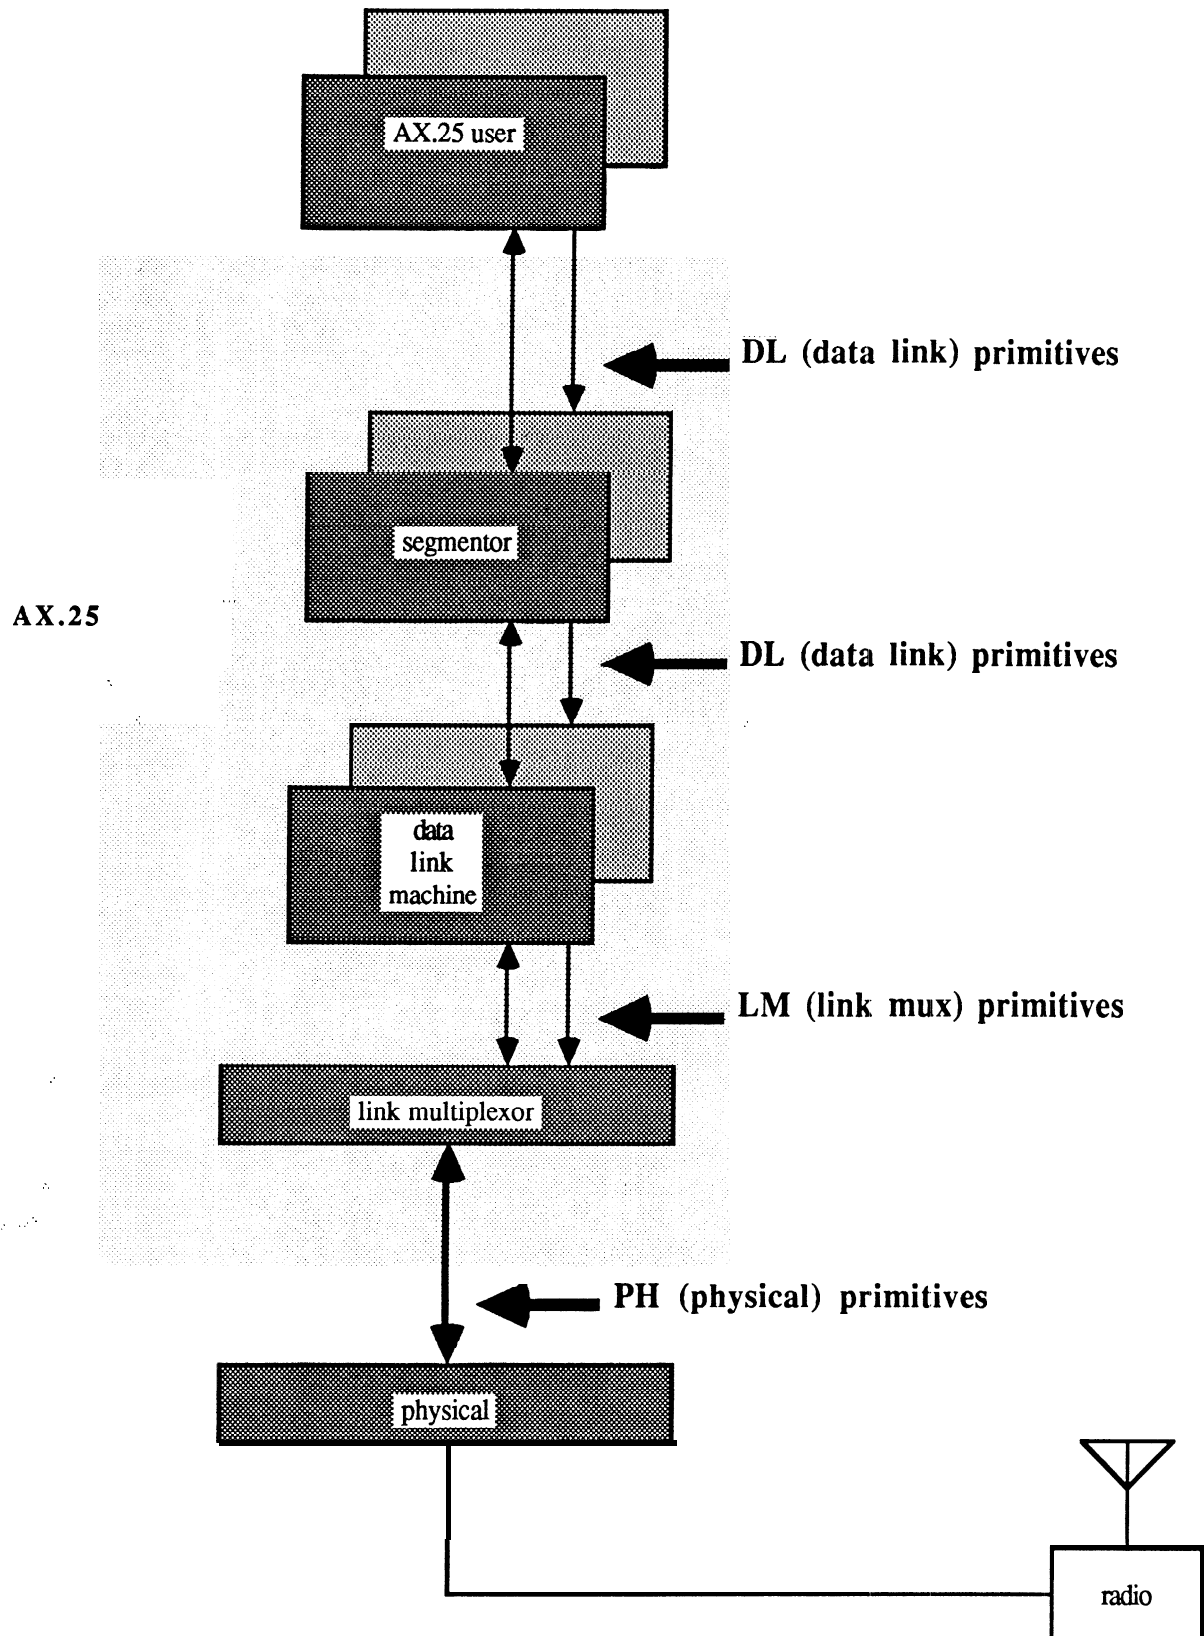 AX.25 user
DL (data link) primitives
segmentor
AX.25
DL (data link) primitives
data
link
machine
LM (link mux) primitives
link multiplexor
PH (physical) primitives
physical
radio